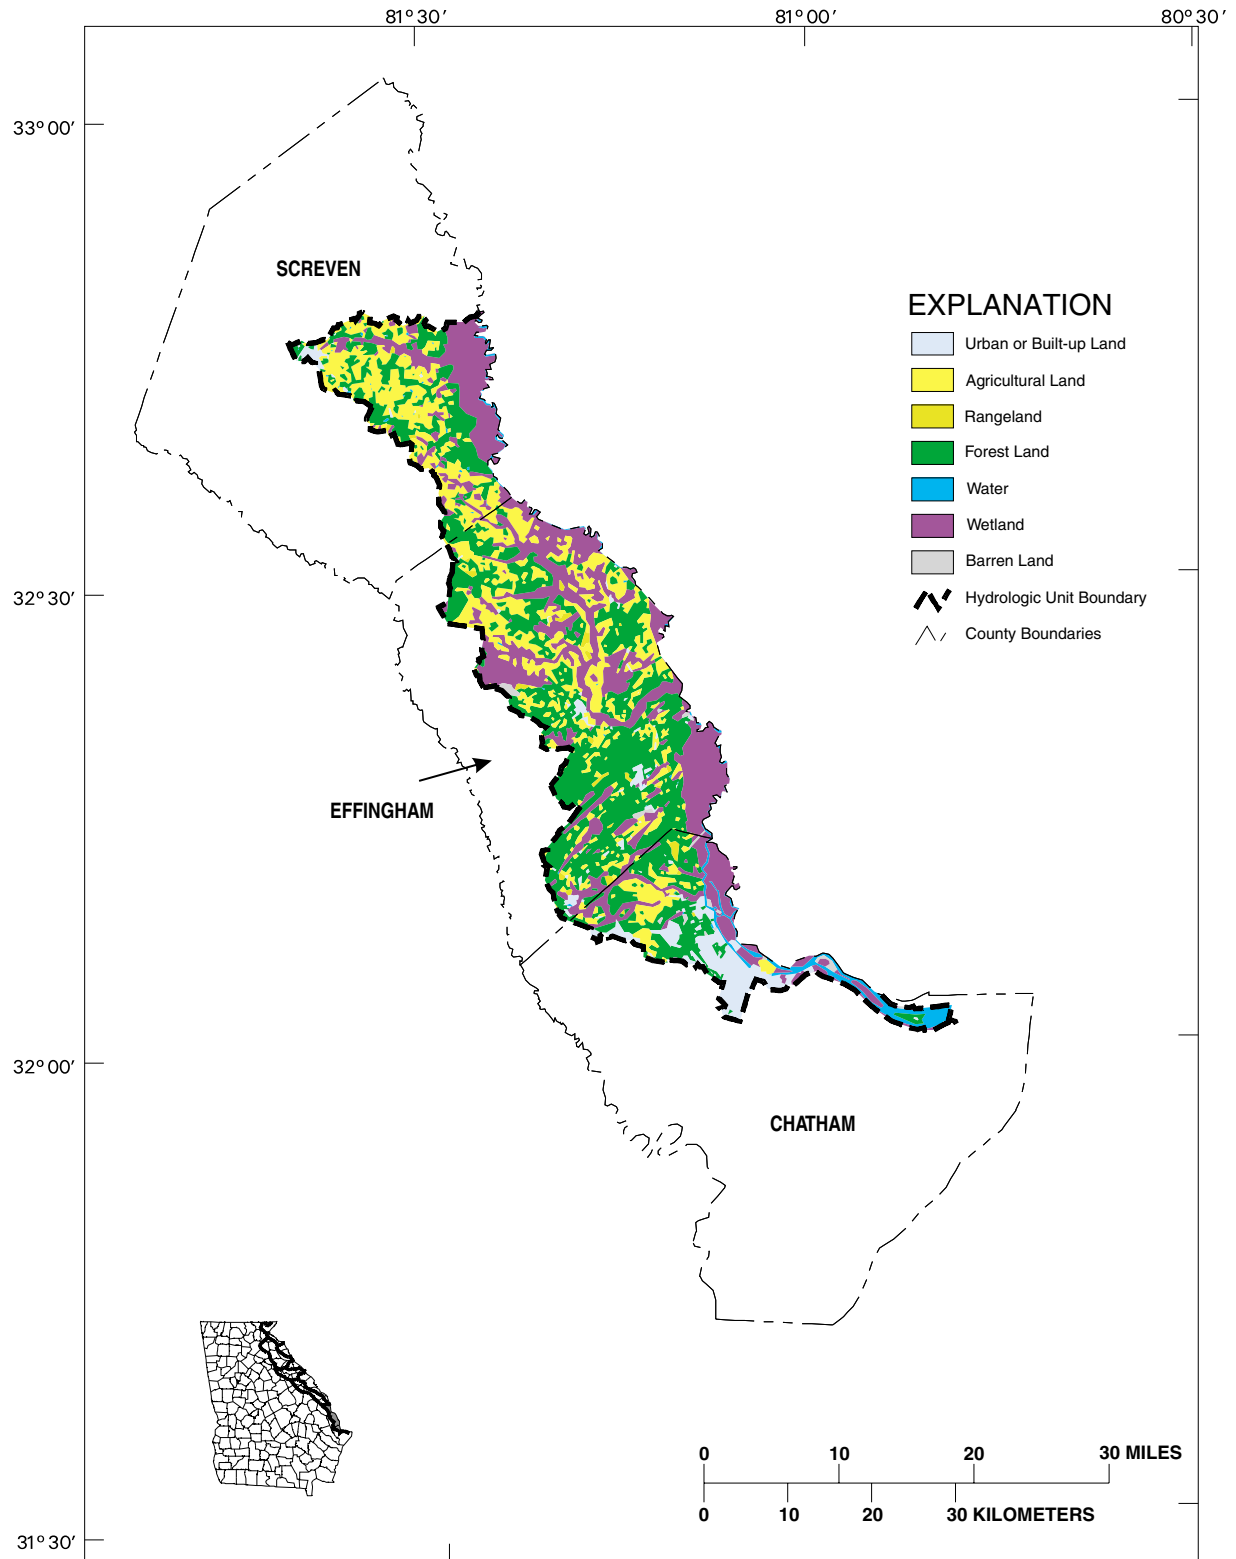 81° 30′
81° 00′
80° 30′
33° 00′
SCREVEN
EXPLANATION
Urban or Built-up Land
Agricultural Land
Rangeland
Forest Land
Water
Wetland
Barren Land
Hydrologic Unit Boundary
County Boundaries
32° 30′
EFFINGHAM
32° 00′
CHATHAM
0 10 20 30 MILES
0 10 20 30 KILOMETERS
31° 30′